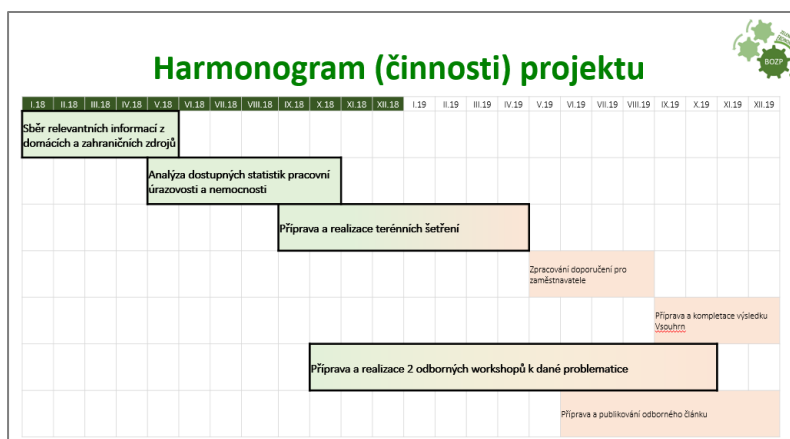 Harmonogram (činnosti) projektu
BOZP
I.18 II.18 III.18 IV.18 V.18 VI.18 VII.18 VIII.18 IX.18 X.18 XI.18 XII.18 I.19 II.19 III.19 IV.19 V.19 VI.19 VII.19 VIII.19 IX.19 X.19 XI.19 XII.19
Sběr relevantních informací z
domácích a zahraničních zdrojů
Analýza dostupných statistik pracovní
úrazovosti a nemocnosti
Příprava a realizace terénních šetření
Zpracování doporučení pro
zaměstnavatele
Příprava a kompletace výsledku
Vsouhrn
Příprava a realizace 2 odborných workshopů k dané problematice
Příprava a publikování odborného článku